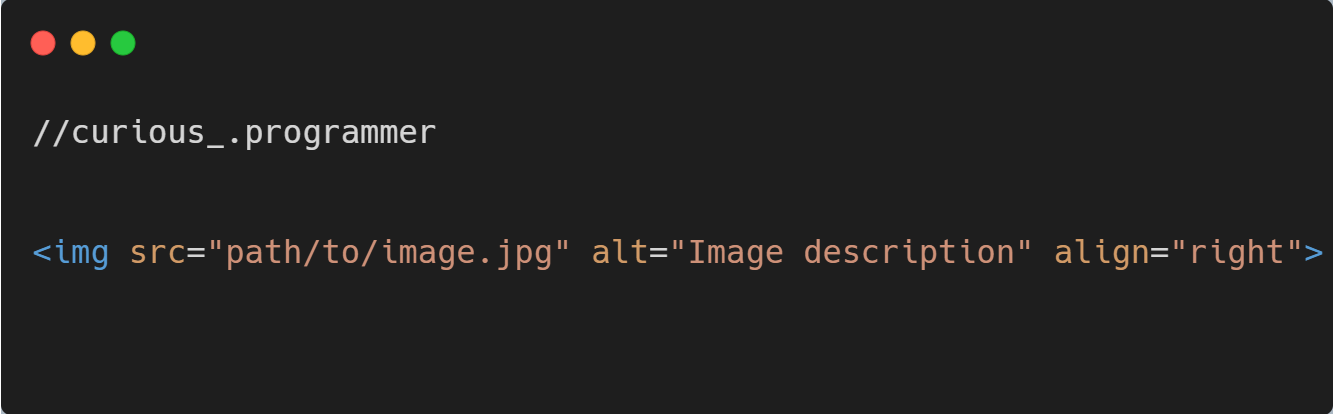 //curious_.programmer
<img src="path/to/image.jpg" alt="Image description" align="right">